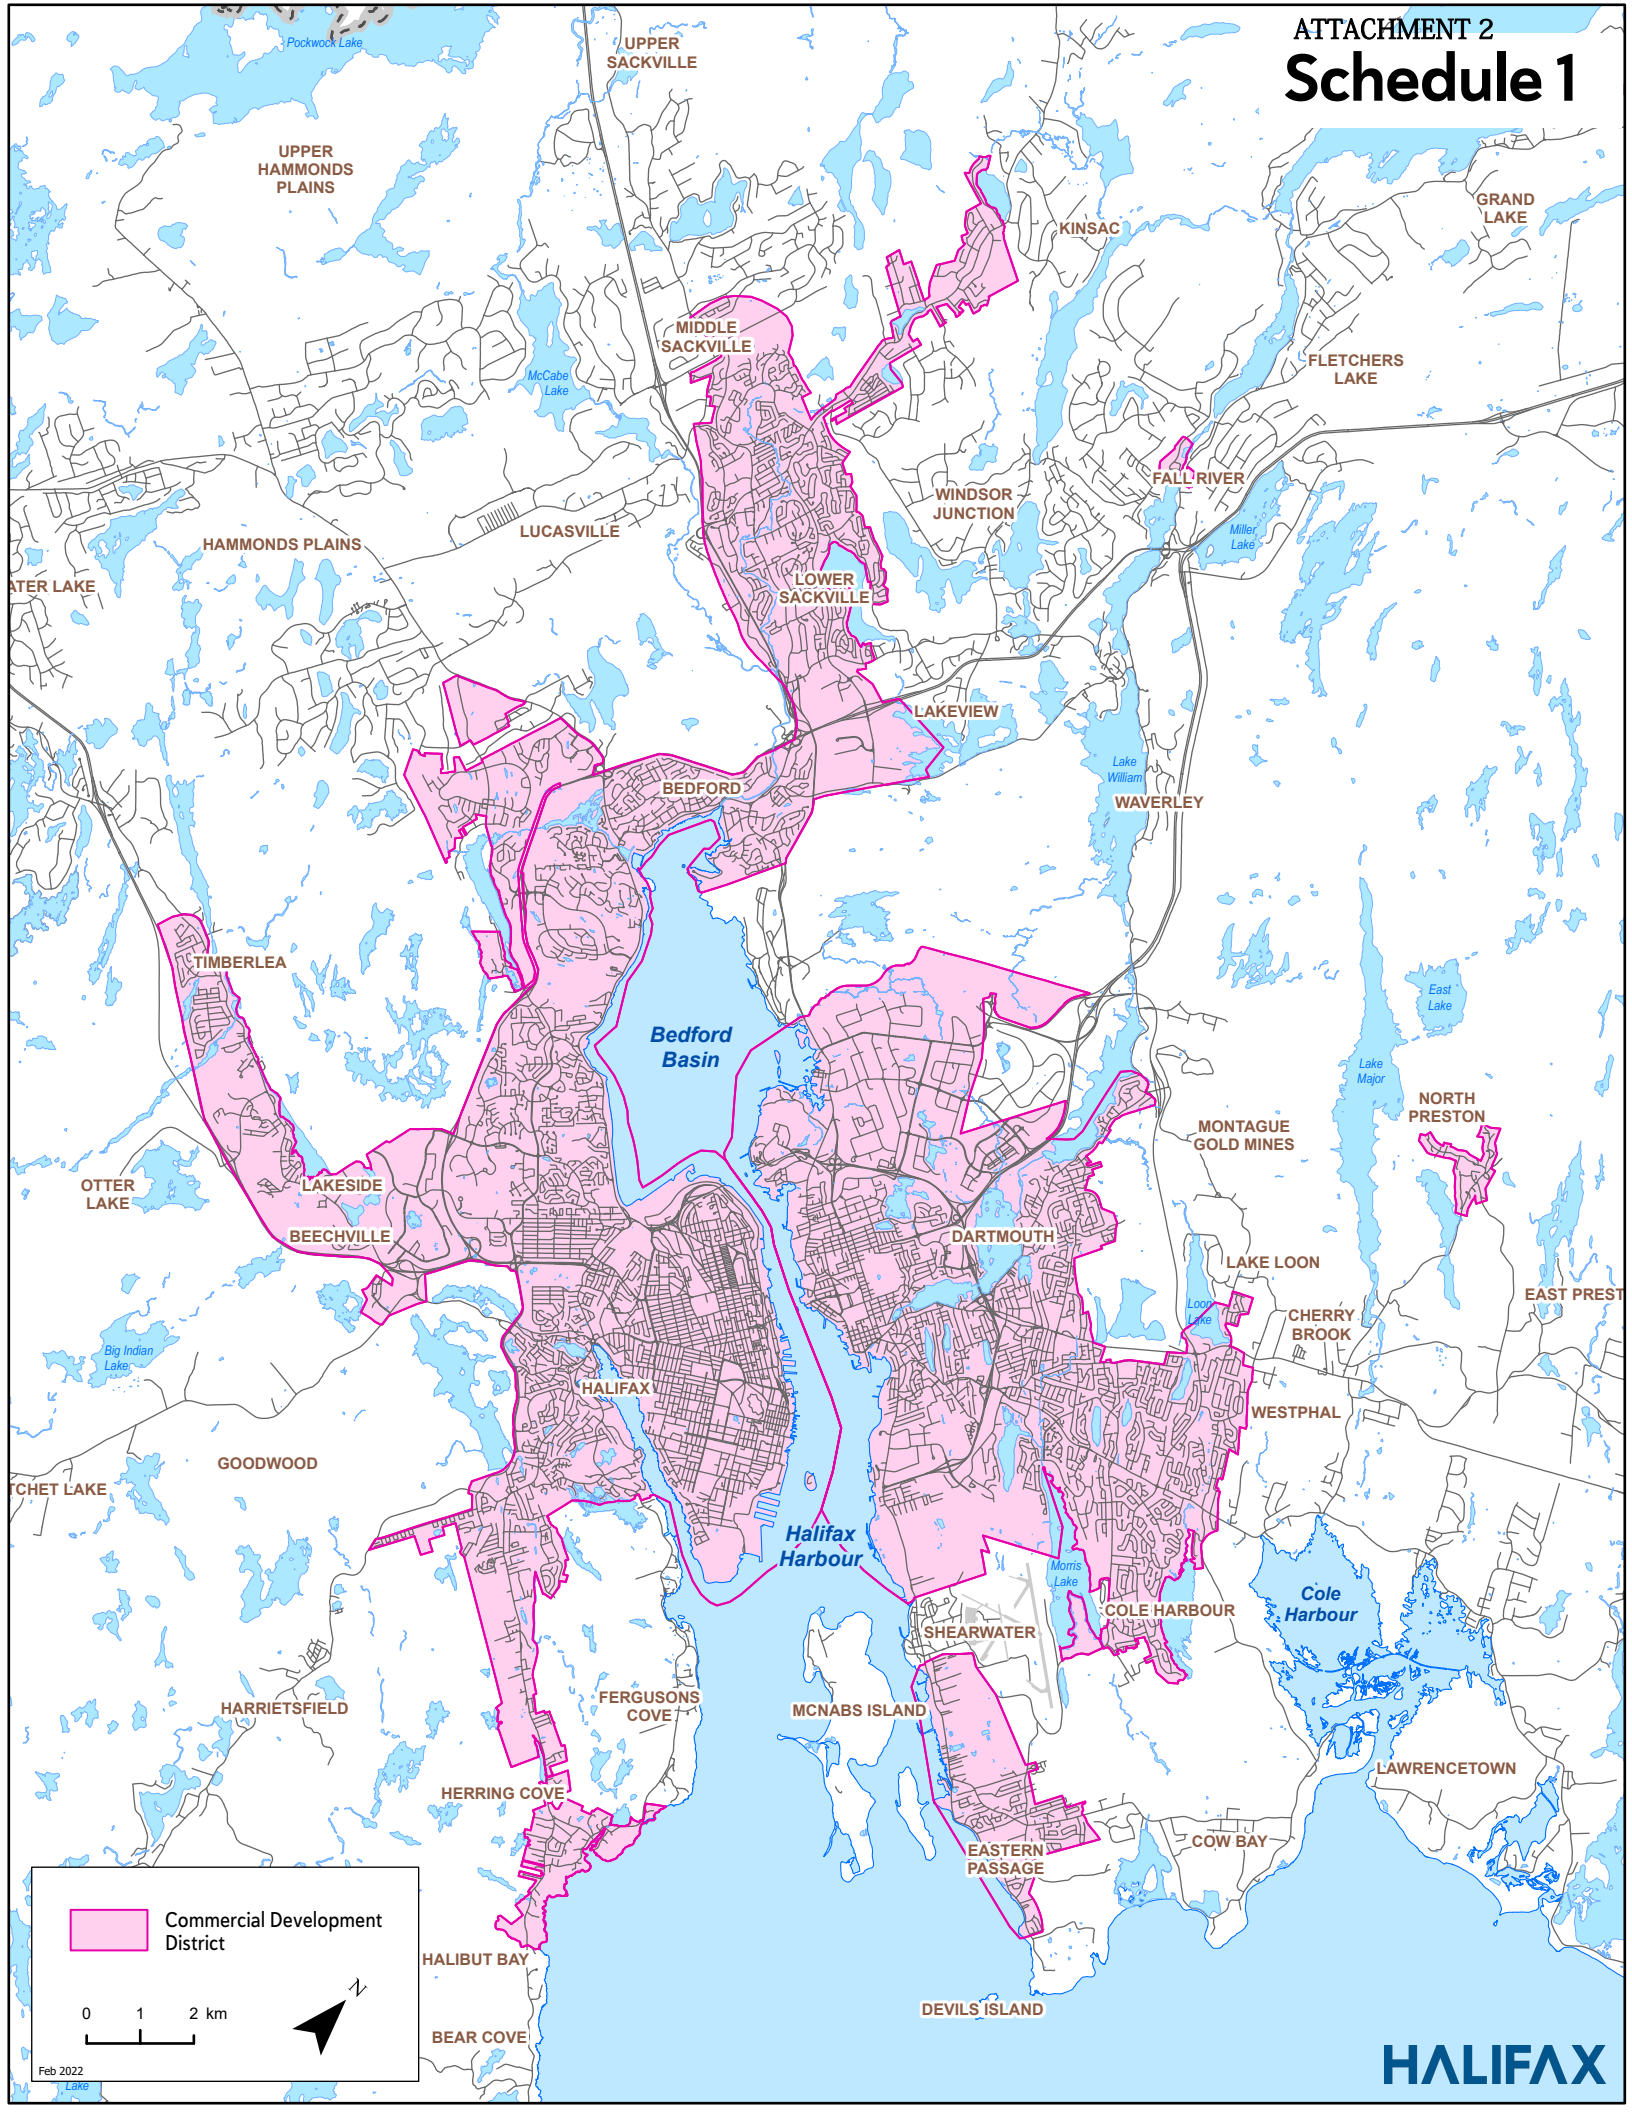 ATTACHMENT 2
Schedule 1
Pockwock Lake
UPPER
SACKVILLE
UPPER
HAMMONDS
PLAINS
GRAND
LAKE
KINSAC
MIDDLE
SACKVILLE
FLETCHERS
LAKE
McCabe
Lake
FALL RIVER
WINDSOR
JUNCTION
LUCASVILLE
Miller
Lake
HAMMONDS PLAINS
ATER LAKE
LOWER
SACKVILLE
LAKEVIEW
Lake
William
BEDFORD
WAVERLEY
TIMBERLEA
East
Lake
Bedford
Basin
Lake
Major
NORTH
PRESTON
MONTAGUE
GOLD MINES
OTTER
LAKE
LAKESIDE
BEECHVILLE
DARTMOUTH
LAKE LOON
EAST PREST
Loon
Lake
CHERRY
BROOK
Big Indian
Lake
HALIFAX
WESTPHAL
GOODWOOD
TCHET LAKE
Halifax
Harbour
Morris
Lake
Cole
Harbour
COLE HARBOUR
SHEARWATER
HARRIETSFIELD
FERGUSONS
COVE
MCNABS ISLAND
LAWRENCETOWN
HERRING COVE
COW BAY
EASTERN
PASSAGE
Commercial Development
District
HALIBUT BAY
N
0 1 2 km
DEVILS ISLAND
BEAR COVE
Feb 2022
Lake
HALIFAX